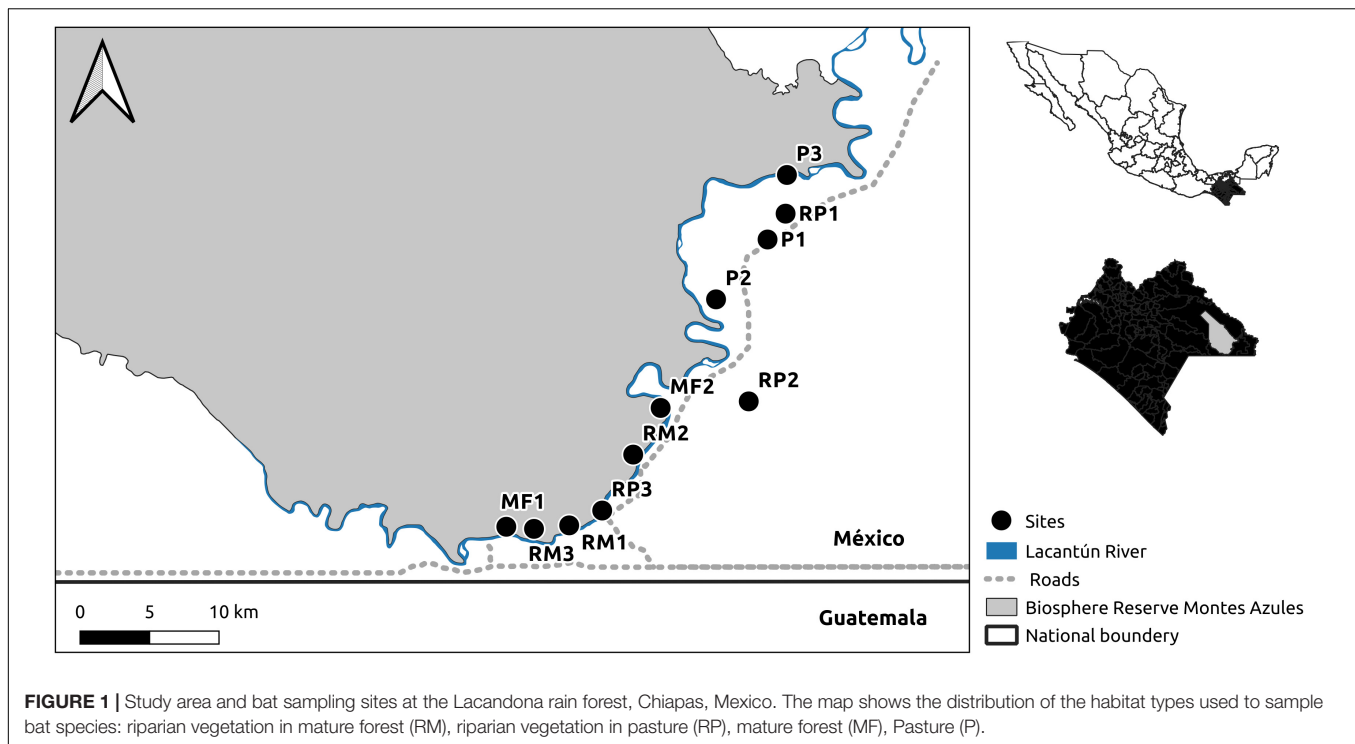 P3
RP1
P1
P2
RP2
MF2
RM2
RP3
MF1
RM1
RM3
México
Guatemala
0 5 10 km
Sites
Lacantún River
Roads
Biosphere Reserve Montes Azules
National boundery
FIGURE 1 | Study area and bat sampling sites at the Lacandona rain forest, Chiapas, Mexico. The map shows the distribution of the habitat types used to sample
bat species: riparian vegetation in mature forest (RM), riparian vegetation in pasture (RP), mature forest (MF), Pasture (P).